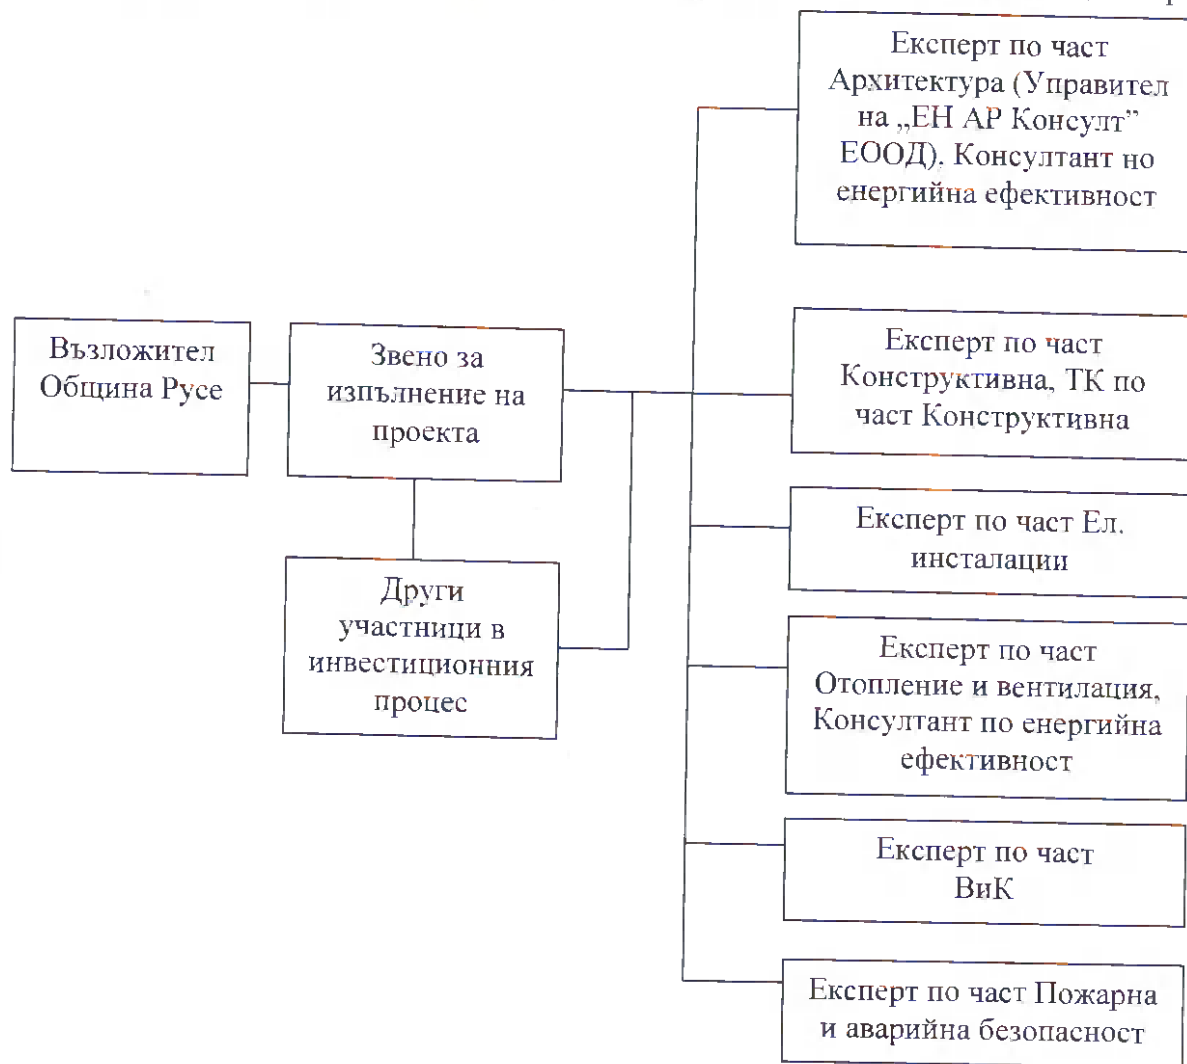 Експерт по част
Архитектура (Управител
на „ЕН АР Консулт”
ЕООД). Консултант но
енергийна ефективност
Възложител
Община Русе
Звено за
изпълнение на
проекта
Експерт по част
Конструктивна, ТК по
част Конструктивна
Експерт по част Ел.
инсталации
Други
участници в
инвестиционния
процес
Експерт по част
Отопление и вентилация,
Консултант по енергийна
ефективност
Експерт по част
ВиК
Експерт по част Пожарна
и аварийна безопасност